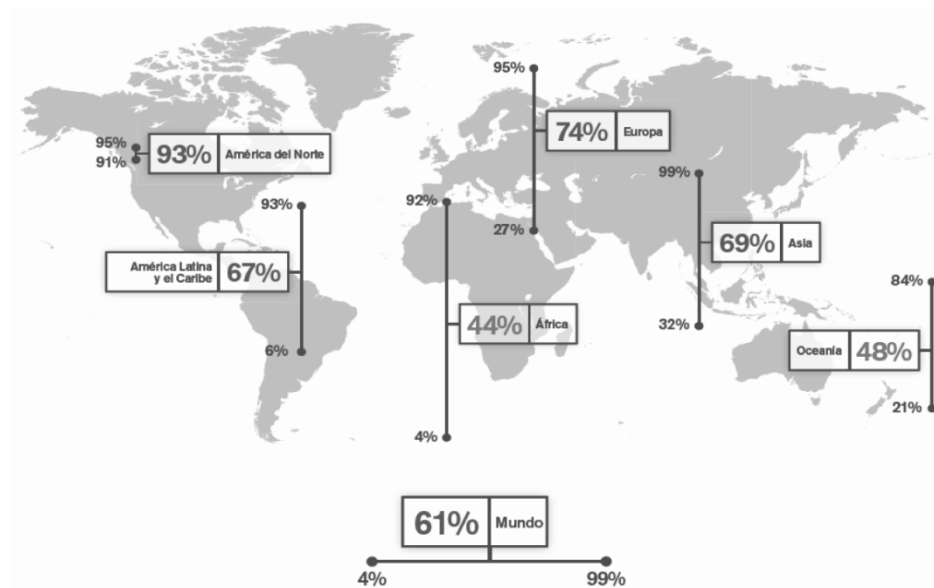 95%
95%
91%
93%
América del Norte
74%
Europa
93%
92%
27%
99%
69%
Asia
América Latina
y el Caribe
67%
84%
44%
África
32%
6%
Oceanía
48%
4%
21%
61%
Mundo
4%
99%